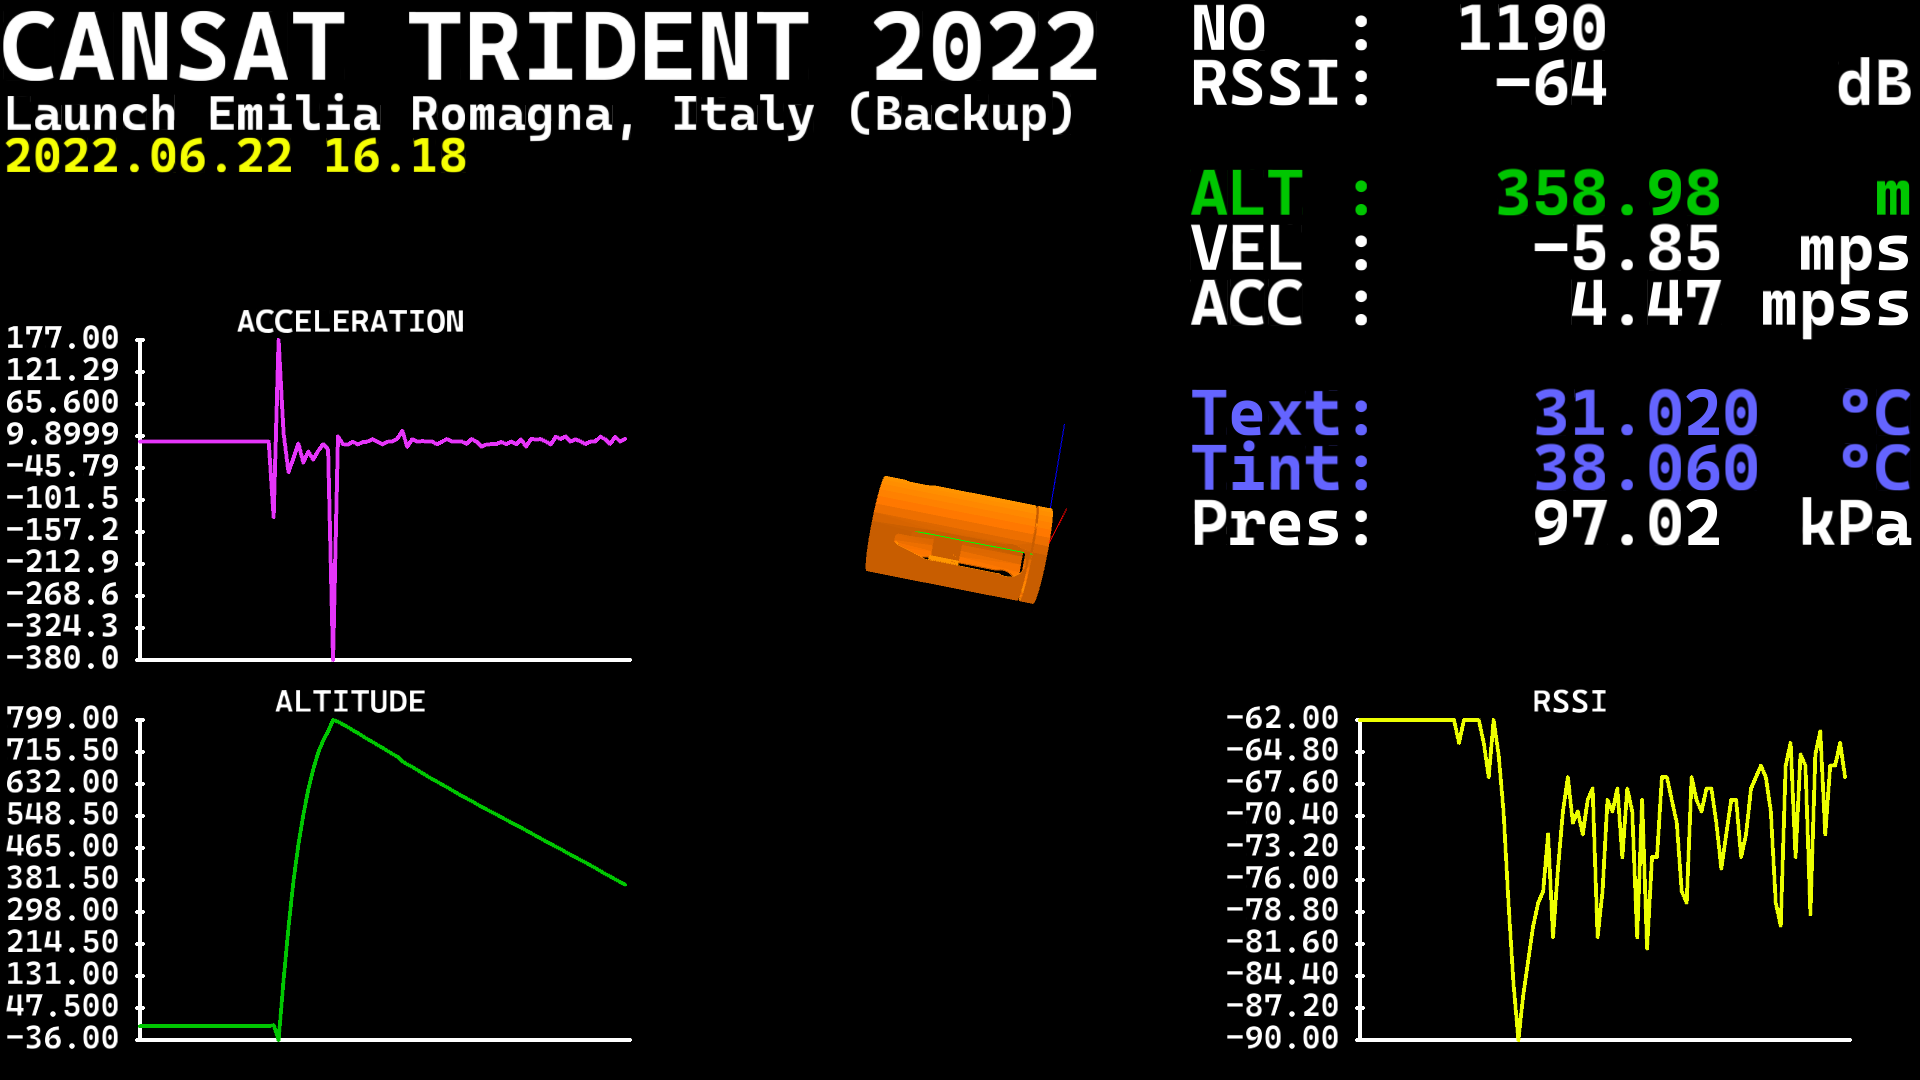 CANSAT TRIDENT 2022
Launch Emilia Romagna, Italy (Backup)
2022.06.22 16.18
NO : 1190
RSSI: -64 dB
ALT : 358.98 m
VEL : -5.85 mps
ACC : 4.47 mpss
Text: 31.020 °C
Tint: 38.060 °C
Pres: 97.02 kPa
ACCELERATION
177.00
121.29
65.600
9.8999
-45.79
-101.5
-157.2
-212.9
-268.6
-324.3
-380.0
ALTITUDE
799.00
715.50
632.00
548.50
465.00
381.50
298.00
214.50
131.00
47.500
-36.00
RSSI
-62.00
-64.80
-67.60
-70.40
-73.20
-76.00
-78.80
-81.60
-84.40
-87.20
-90.00